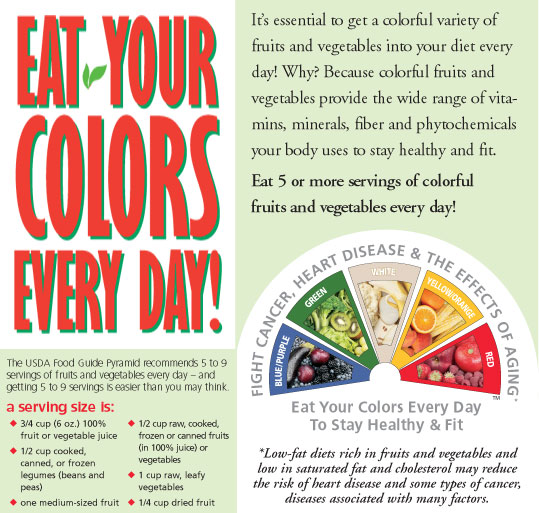 EAT YOUR
COLORS
EVERY DAY!
The USDA Food Guide Pyramid recommends 5 to 9
servings of fruits and vegetables every day – and
getting 5 to 9 servings is easier than you may think.
a serving size is:
◆ 3/4 cup (6 oz.) 100%
fruit or vegetable juice
◆ 1/2 cup cooked,
canned, or frozen
legumes (beans and
peas)
◆ one medium-sized fruit
◆ 1/2 cup raw, cooked,
frozen or canned fruits
(in 100% juice) or
vegetables
◆ 1 cup raw, leafy
vegetables
◆ 1/4 cup dried fruit
It's essential to get a colorful variety of
fruits and vegetables into your diet every
day! Why? Because colorful fruits and
vegetables provide the wide range of vita-
mins, minerals, fiber and phytochemicals
your body uses to stay healthy and fit.
Eat 5 or more servings of colorful
fruits and vegetables every day!
FIGHT CANCER, HEART DISEASE & THE EFFECTS OF AGING*
BLUE/PURPLE
GREEN
WHITE
YELLOW/ORANGE
RED
TM
Eat Your Colors Every Day
To Stay Healthy & Fit
*Low-fat diets rich in fruits and vegetables and
low in saturated fat and cholesterol may reduce
the risk of heart disease and some types of cancer,
diseases associated with many factors.